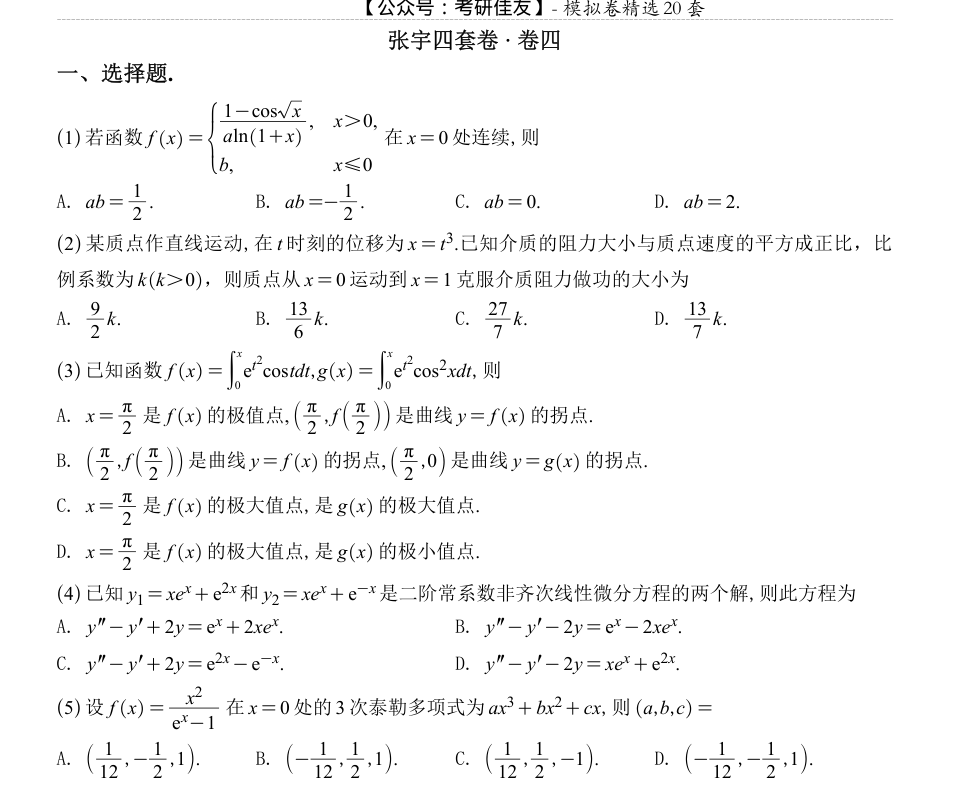 【公众号：考研佳友】- 模拟卷精选 20 套
张宇四套卷 · 卷四
一、选择题.
(1) 若函数 f(x) = { (1−cos√x)/(aln(1+x)), x>0, b, x⩽0 在 x = 0 处连续, 则
A. ab = 1/2. B. ab = −1/2. C. ab = 0. D. ab = 2.
(2) 某质点作直线运动, 在 t 时刻的位移为 x = t³.已知介质的阻力大小与质点速度的平方成正比，比
例系数为 k(k>0)，则质点从 x = 0 运动到 x = 1 克服介质阻力做功的大小为
A. 9/2 k. B. 13/6 k. C. 27/7 k. D. 13/7 k.
(3) 已知函数 f(x) = ∫₀ˣ e^(t²)costdt, g(x) = ∫₀ˣ e^(t²)cos²xdt, 则
A. x = π/2 是 f(x) 的极值点, (π/2, f(π/2)) 是曲线 y = f(x) 的拐点.
B. (π/2, f(π/2)) 是曲线 y = f(x) 的拐点, (π/2, 0) 是曲线 y = g(x) 的拐点.
C. x = π/2 是 f(x) 的极大值点, 是 g(x) 的极大值点.
D. x = π/2 是 f(x) 的极大值点, 是 g(x) 的极小值点.
(4) 已知 y₁ = xeˣ + e²ˣ 和 y₂ = xeˣ + e⁻ˣ 是二阶常系数非齐次线性微分方程的两个解, 则此方程为
A. y″ − y′ + 2y = eˣ + 2xeˣ. B. y″ − y′ − 2y = eˣ − 2xeˣ.
C. y″ − y′ + 2y = e²ˣ − e⁻ˣ. D. y″ − y′ − 2y = xeˣ + e²ˣ.
(5) 设 f(x) = x²/(eˣ−1) 在 x = 0 处的 3 次泰勒多项式为 ax³ + bx² + cx, 则 (a,b,c) =
A. (1/12, −1/2, 1). B. (−1/12, 1/2, 1). C. (1/12, 1/2, −1). D. (−1/12, −1/2, 1).